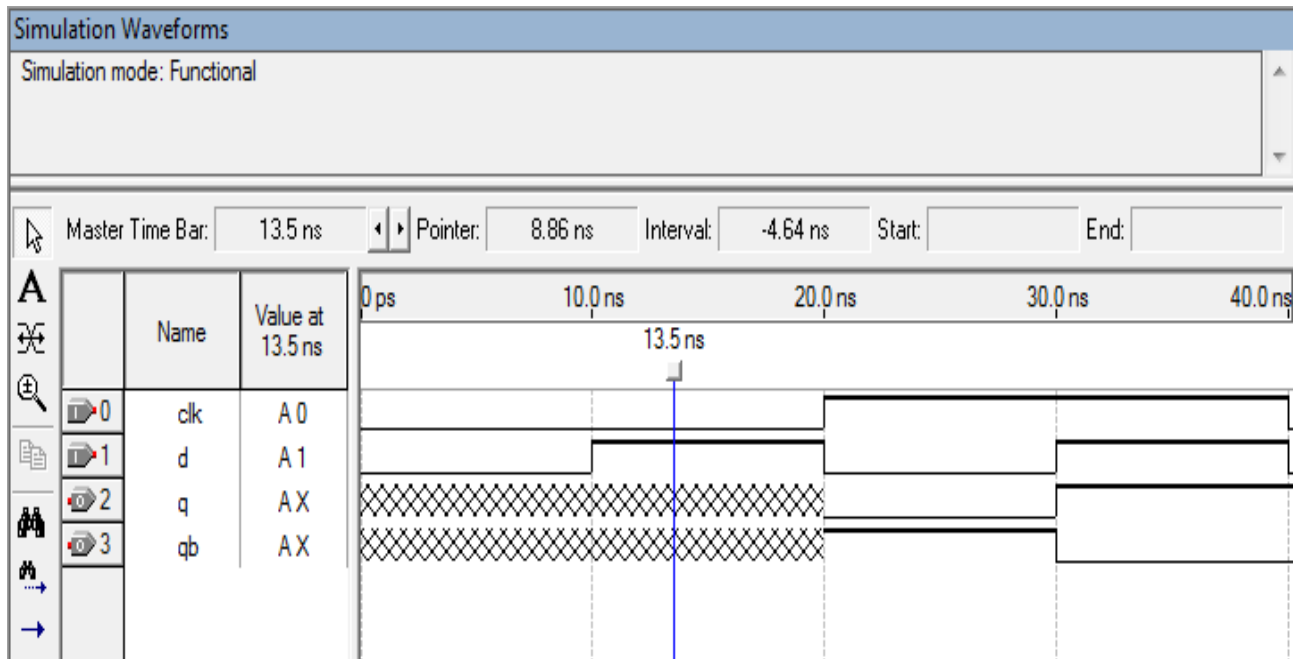 Simulation Waveforms
Simulation mode: Functional
Master Time Bar: 13.5 ns Pointer: 8.86 ns Interval: -4.64 ns Start: End:
A
Name Value at 13.5 ns
0 ps 10.0 ns 20.0 ns 30.0 ns 40.0 ns
13.5 ns
0 clk A 0
1 d A 1
2 q A X
3 qb A X